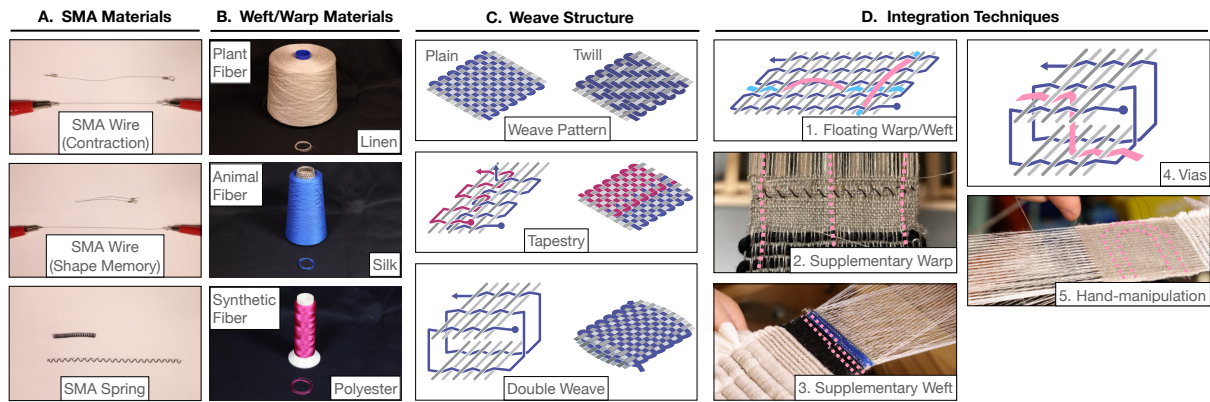 A. SMA Materials
SMA Wire
(Contraction)
SMA Wire
(Shape Memory)
SMA Spring
B. Weft/Warp Materials
Plant
Fiber
Linen
Animal
Fiber
Silk
Synthetic
Fiber
Polyester
C. Weave Structure
Plain
Twill
Weave Pattern
Tapestry
Double Weave
D. Integration Techniques
1. Floating Warp/Weft
2. Supplementary Warp
3. Supplementary Weft
4. Vias
5. Hand-manipulation